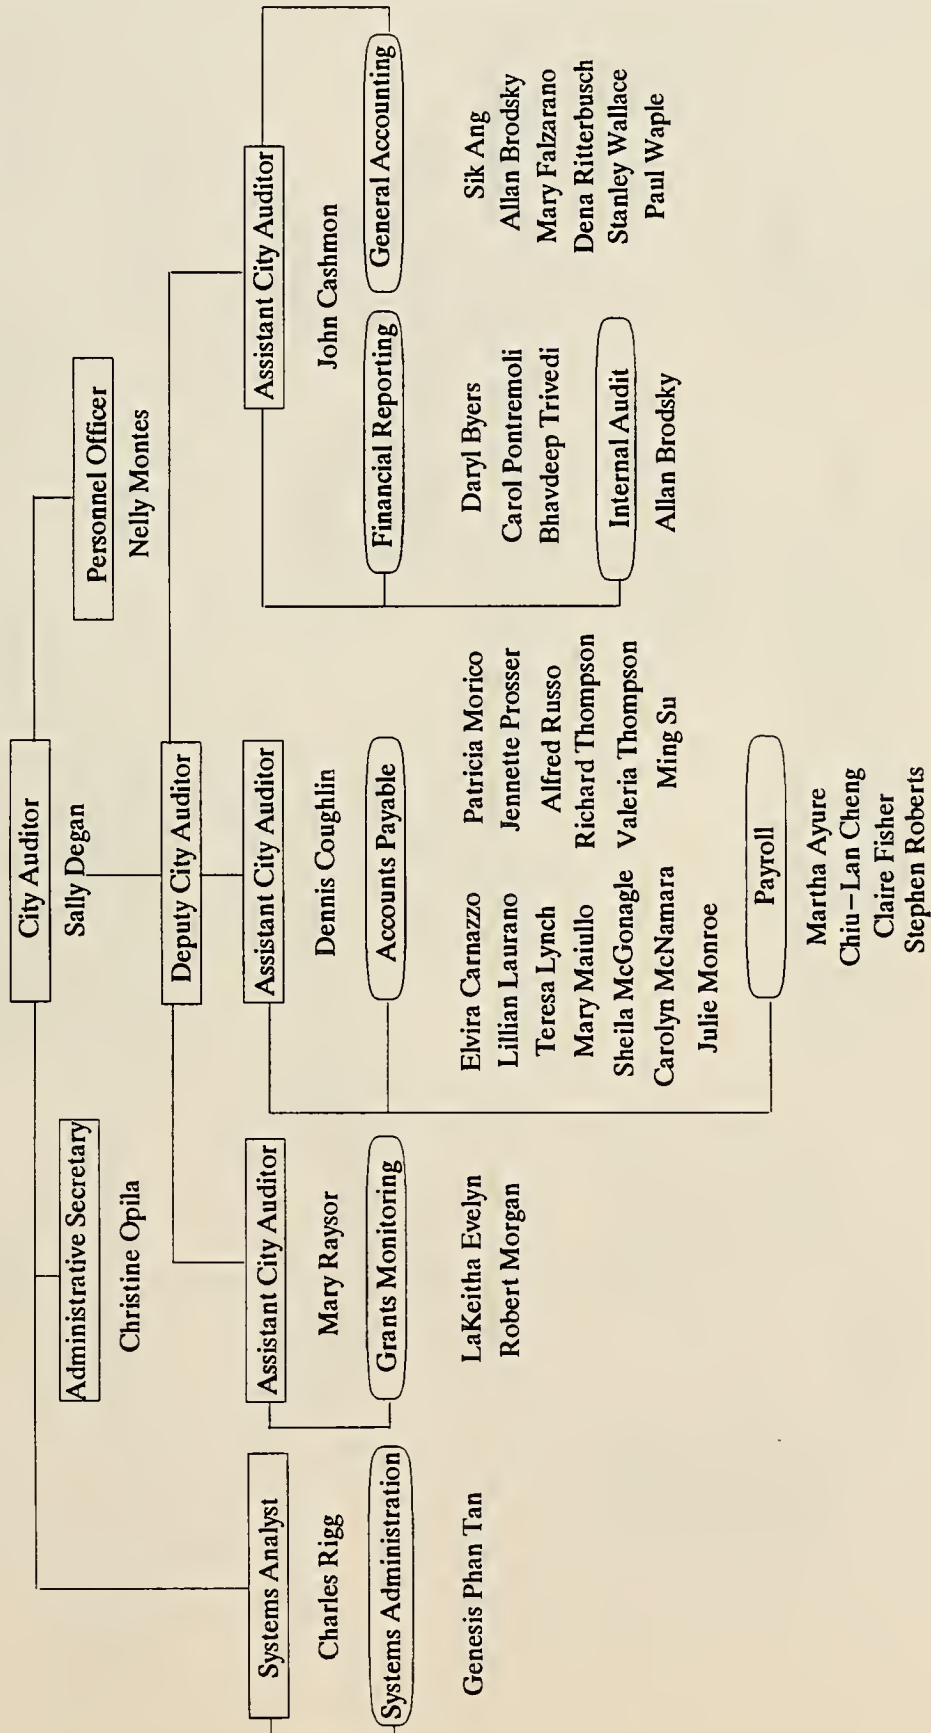 City Auditor
Sally Degan
Administrative Secretary
Christine Opila
Personnel Officer
Nelly Montes
Deputy City Auditor
Systems Analyst
Charles Rigg
Systems Administration
Genesis Phan Tan
Assistant City Auditor
Mary Raysor
Grants Monitoring
LaKeitha Evelyn
Robert Morgan
Assistant City Auditor
Dennis Coughlin
Accounts Payable
Elvira Carnazzo
Lillian Laurano
Teresa Lynch
Mary Maiullo
Sheila McGonagle
Carolyn McNamara
Julie Monroe
Patricia Morico
Jennette Prosser
Alfred Russo
Richard Thompson
Valeria Thompson
Ming Su
Payroll
Martha Ayure
Chiu-Lan Cheng
Claire Fisher
Stephen Roberts
Assistant City Auditor
John Cashmon
Financial Reporting
Daryl Byers
Carol Pontremoli
Bhavdeep Trivedi
Internal Audit
Allan Brodsky
General Accounting
Sik Ang
Allan Brodsky
Mary Falzarano
Dena Ritterbusch
Stanley Wallace
Paul Waple